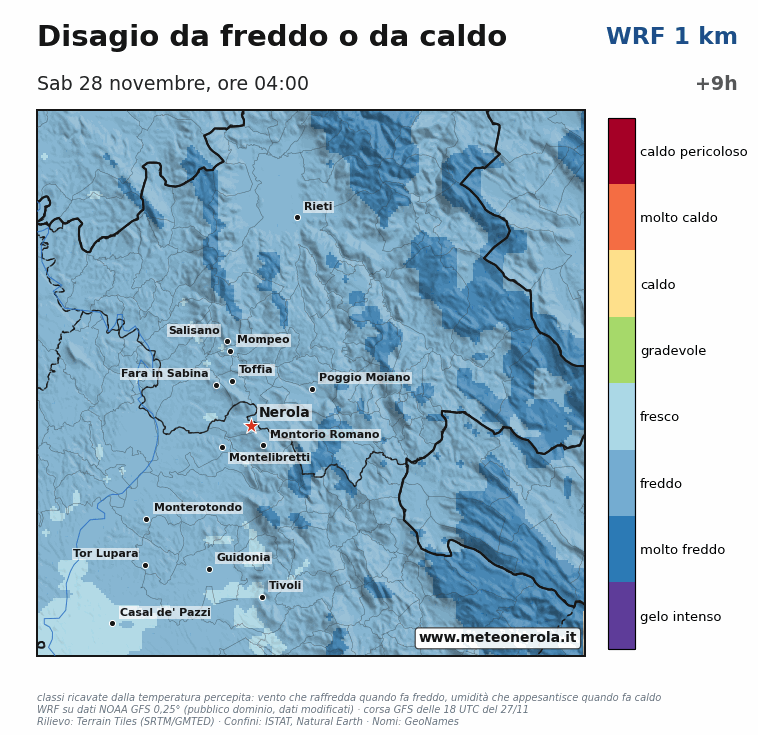 Disagio da freddo o da caldo
WRF 1 km
Sab 28 novembre, ore 04:00
+9h
caldo pericoloso
molto caldo
caldo
gradevole
fresco
freddo
molto freddo
gelo intenso
Rieti
Salisano
Mompeo
Fara in Sabina
Toffia
Poggio Moiano
Nerola
Montorio Romano
Montelibretti
Monterotondo
Tor Lupara
Guidonia
Tivoli
Casal de' Pazzi
www.meteonerola.it
classi ricavate dalla temperatura percepita: vento che raffredda quando fa freddo, umidità che appesantisce quando fa caldo
WRF su dati NOAA GFS 0,25° (pubblico dominio, dati modificati) · corsa GFS delle 18 UTC del 27/11
Rilievo: Terrain Tiles (SRTM/GMTED) · Confini: ISTAT, Natural Earth · Nomi: GeoNames